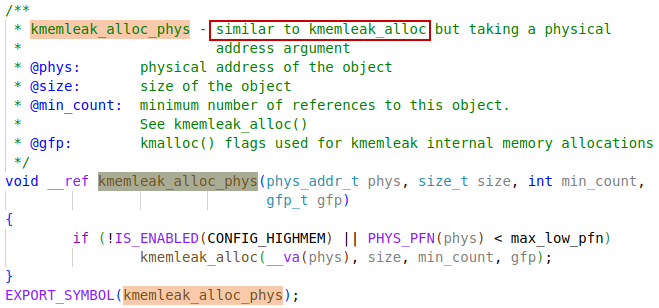 /**
 * kmemleak_alloc_phys - similar to kmemleak_alloc but taking a physical
 *                       address argument
 * @phys:       physical address of the object
 * @size:       size of the object
 * @min_count:  minimum number of references to this object.
 *              See kmemleak_alloc()
 * @gfp:        kmalloc() flags used for kmemleak internal memory allocations
 */
void __ref kmemleak_alloc_phys(phys_addr_t phys, size_t size, int min_count,
                               gfp_t gfp)
{
        if (!IS_ENABLED(CONFIG_HIGHMEM) || PHYS_PFN(phys) < max_low_pfn)
                kmemleak_alloc(__va(phys), size, min_count, gfp);
}
EXPORT_SYMBOL(kmemleak_alloc_phys);